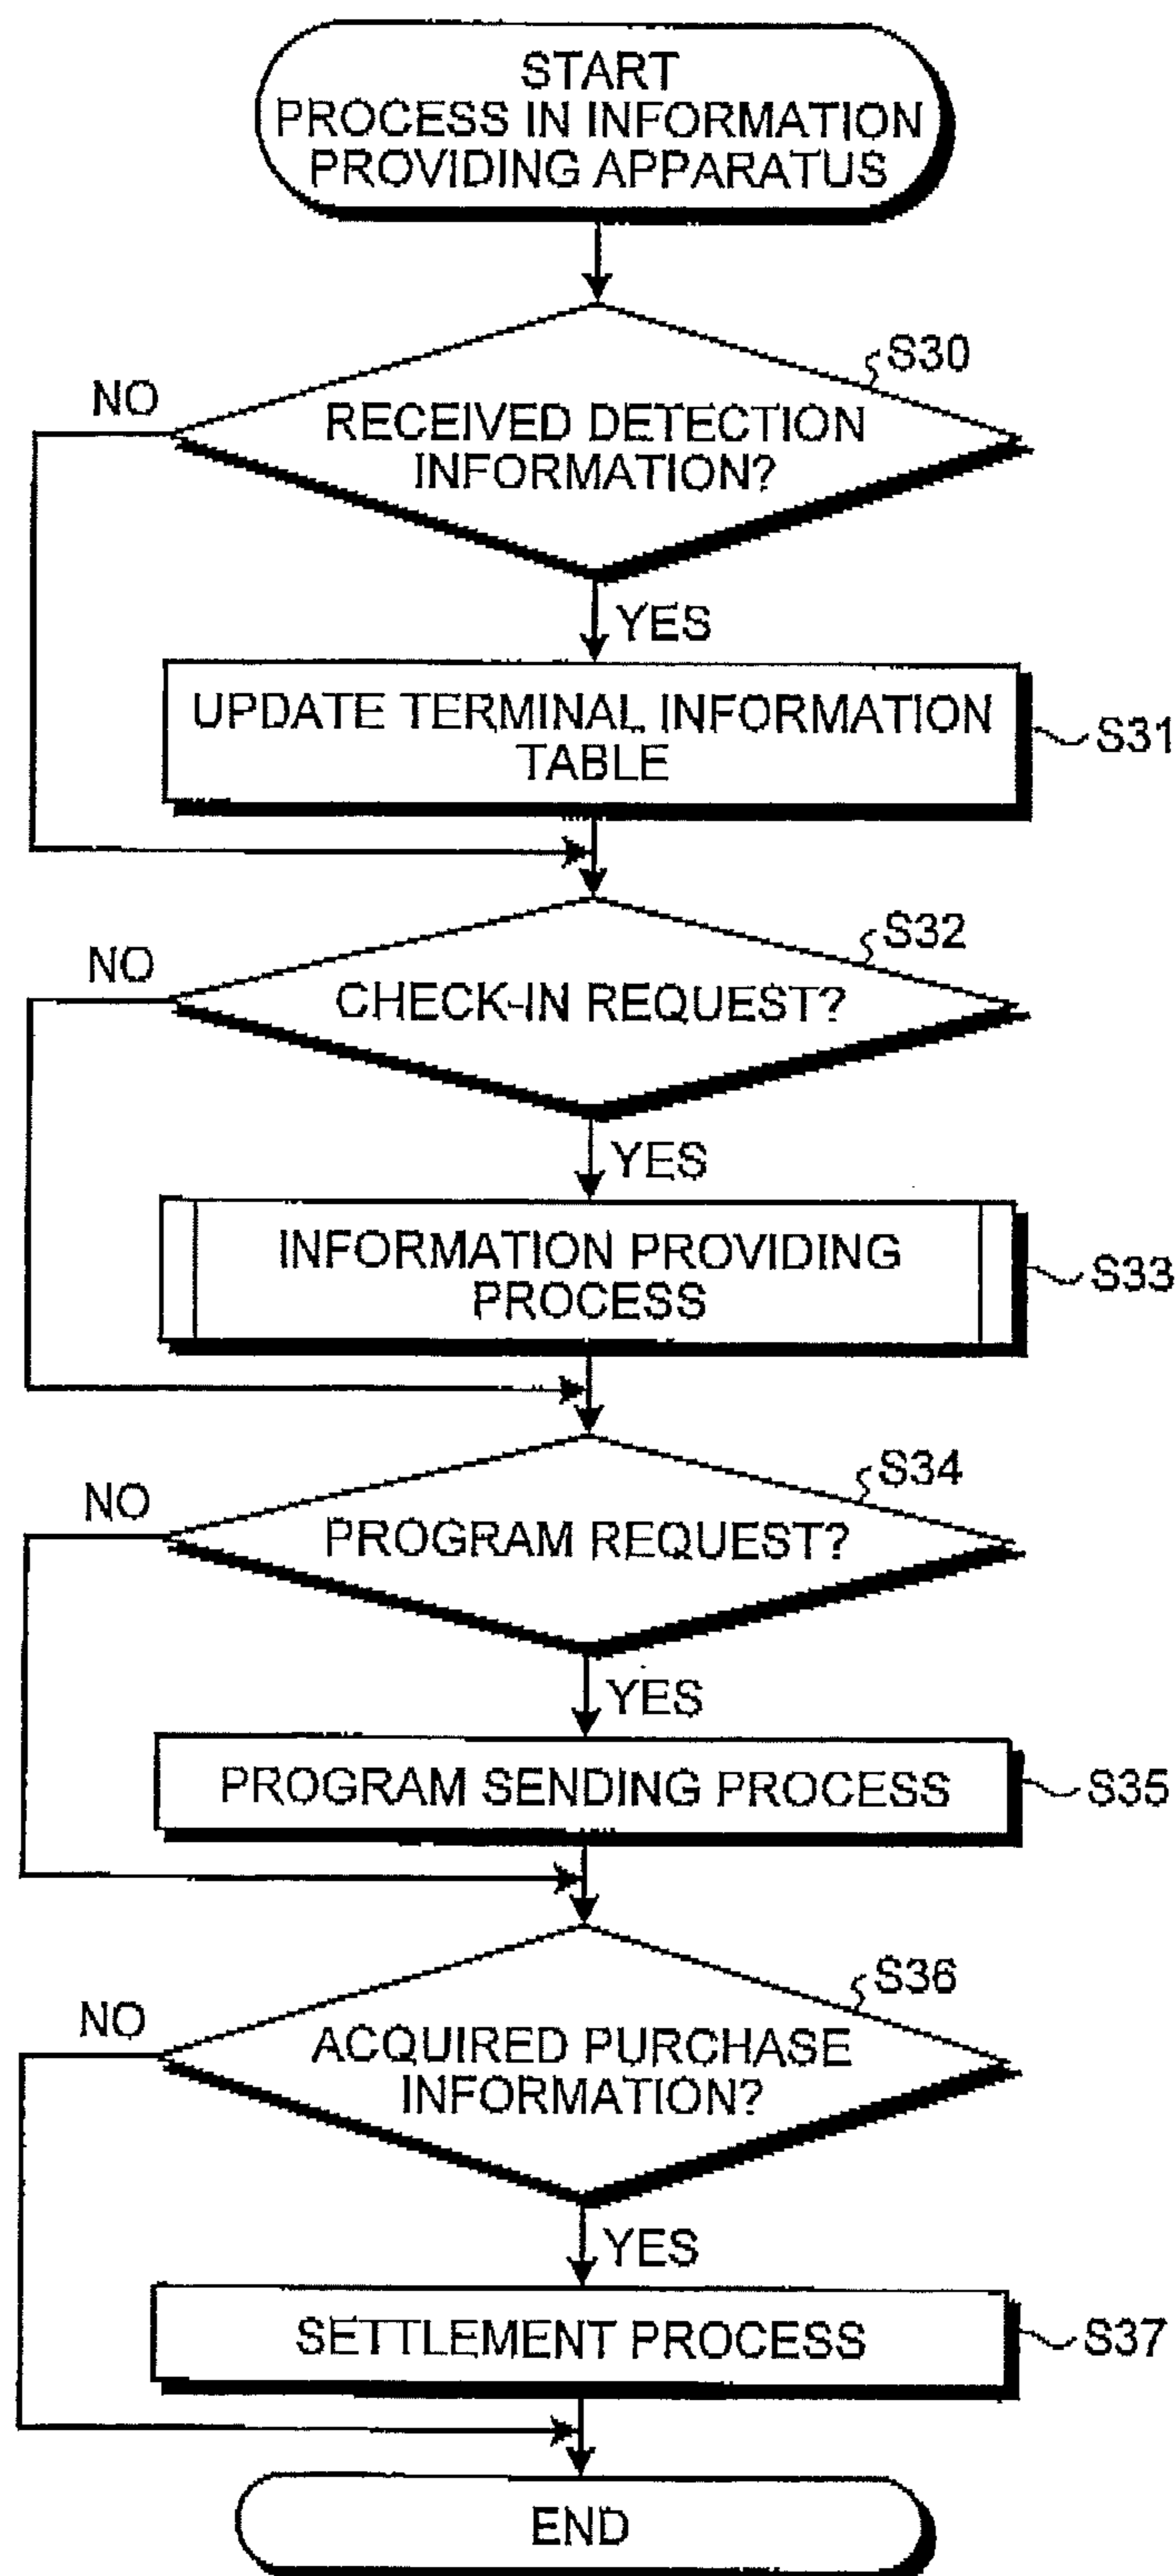 START
PROCESS IN INFORMATION
PROVIDING APPARATUS
S30
NO
RECEIVED DETECTION
INFORMATION?
YES
UPDATE TERMINAL INFORMATION
TABLE
S31
S32
NO
CHECK-IN REQUEST?
YES
INFORMATION PROVIDING
PROCESS
S33
S34
NO
PROGRAM REQUEST?
YES
PROGRAM SENDING PROCESS
S35
S36
NO
ACQUIRED PURCHASE
INFORMATION?
YES
SETTLEMENT PROCESS
S37
END